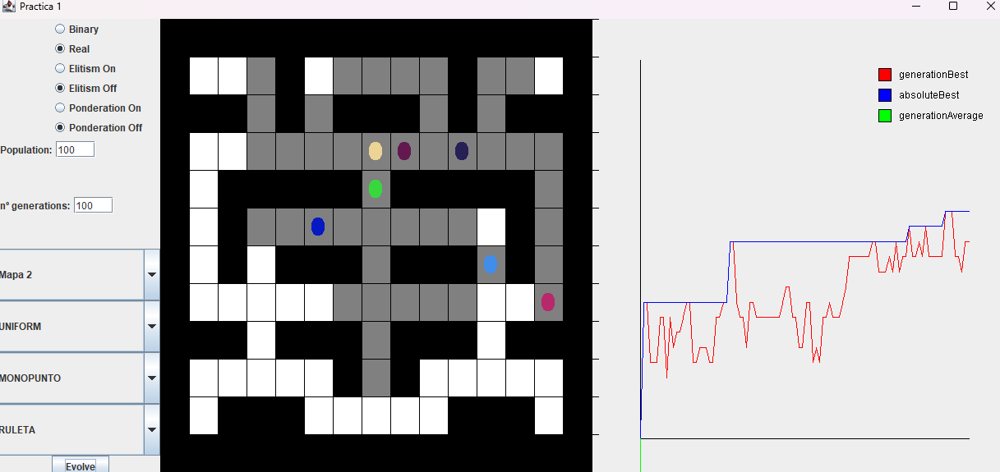 Practica 1
Binary
Real
Elitism On
Elitism Off
Ponderation On
Ponderation Off
Population: 100
nº generations: 100
Mapa 2
UNIFORM
MONOPUNTO
RULETA
Evolve
generationBest
absoluteBest
generationAverage